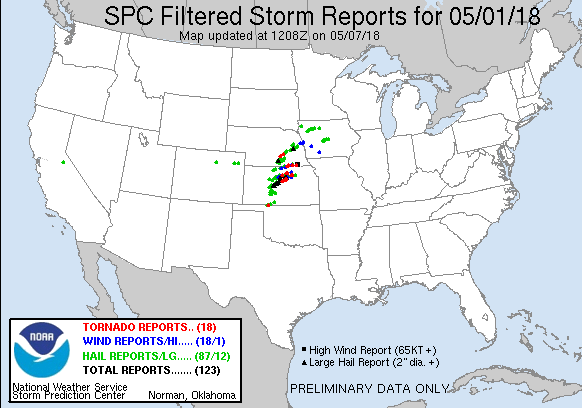 SPC Filtered Storm Reports for 05/01/18
Map updated at 1208Z on 05/07/18
NOAA
TORNADO REPORTS.. (18)
WIND REPORTS/HI..... (18/1)
HAIL REPORTS/LG..... (87/12)
TOTAL REPORTS....... (123)
National Weather Service
Storm Prediction Center Norman, Oklahoma
High Wind Report (65KT +)
Large Hail Report (2" dia. +)
PRELIMINARY DATA ONLY